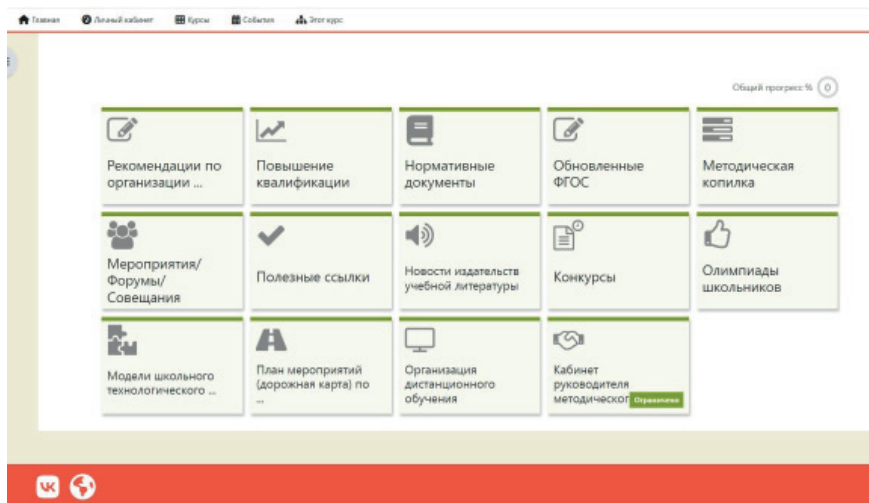 Главная Личный кабинет Курсы События Этот курс
Общий прогресс: % 0
Рекомендации по
организации ...
Повышение
квалификации
Нормативные
документы
Обновленные
ФГОС
Методическая
копилка
Мероприятия/
Форумы/
Совещания
Полезные ссылки
Новости издательств
учебной литературы
Конкурсы
Олимпиады
школьников
Модели школьного
технологического ...
План мероприятий
(дорожная карта) по
...
Организация
дистанционного
обучения
Кабинет
руководителя
методическог
Ограничено